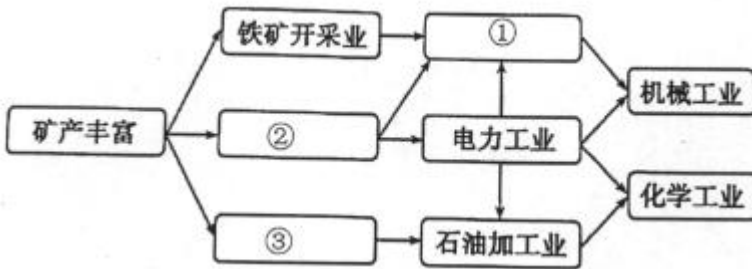 铁矿开采业
①
机械工业
矿产丰富
②
电力工业
化学工业
③
石油加工业